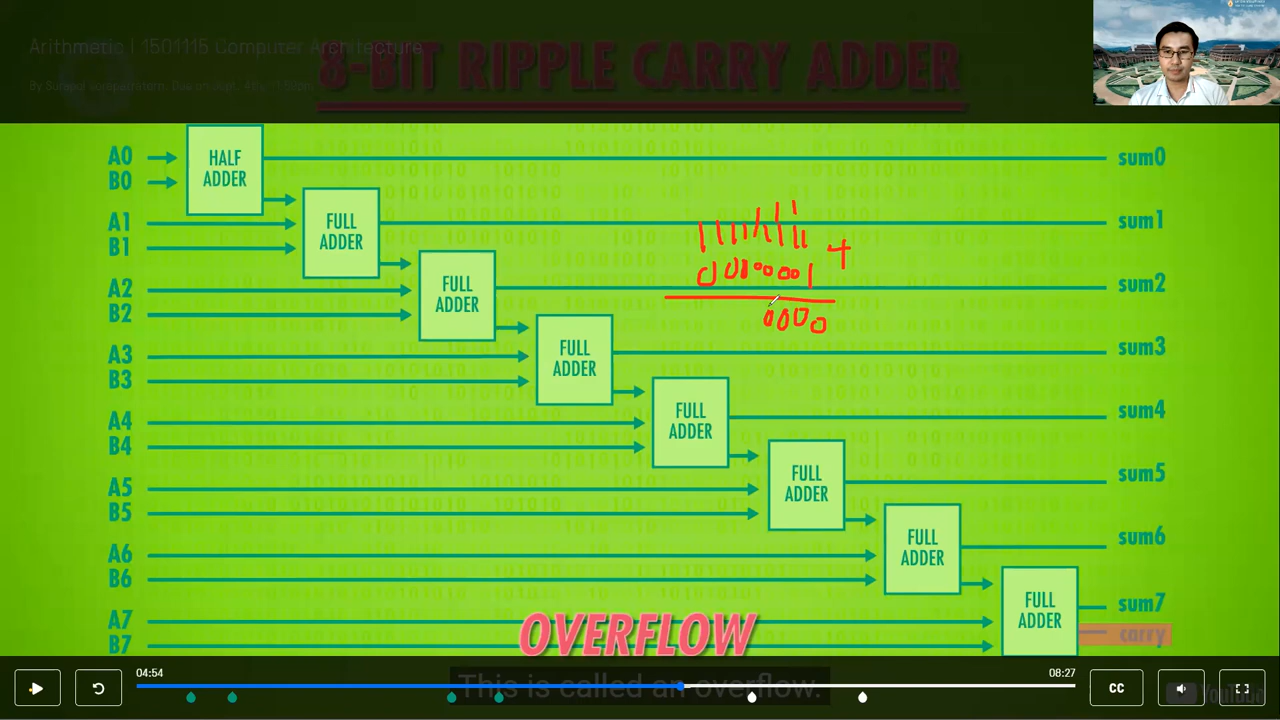 Arithmetic | 1501115 Computer Architecture
8-BIT RIPPLE CARRY ADDER
A0
B0
HALF
ADDER
sum0
A1
B1
FULL
ADDER
sum1
A2
B2
FULL
ADDER
sum2
A3
B3
FULL
ADDER
sum3
A4
B4
FULL
ADDER
sum4
A5
B5
FULL
ADDER
sum5
A6
B6
FULL
ADDER
sum6
A7
B7
FULL
ADDER
sum7
carry
+
0000
OVERFLOW
This is called an overflow.
04:54
08:27
CC
YouTube